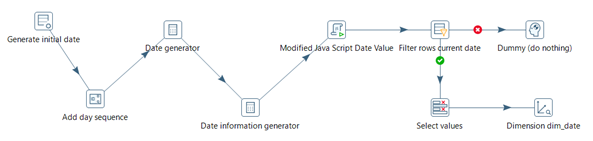 Generate initial date
Add day sequence
Date generator
Date information generator
Modified Java Script Date Value
Filter rows current date
Dummy (do nothing)
Select values
Dimension dim_date